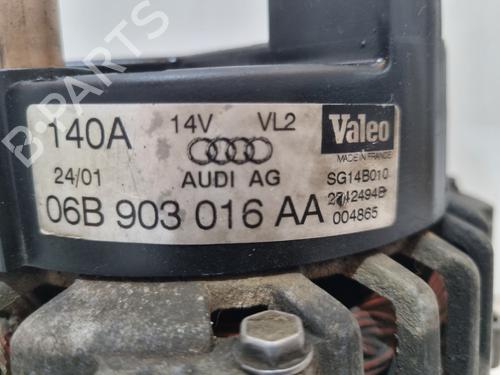 140A 14V VL2 Valeo
MADE IN FRANCE
24/01 AUDI AG SG14B010
06B 903 016 AA
004865
B-PARTS